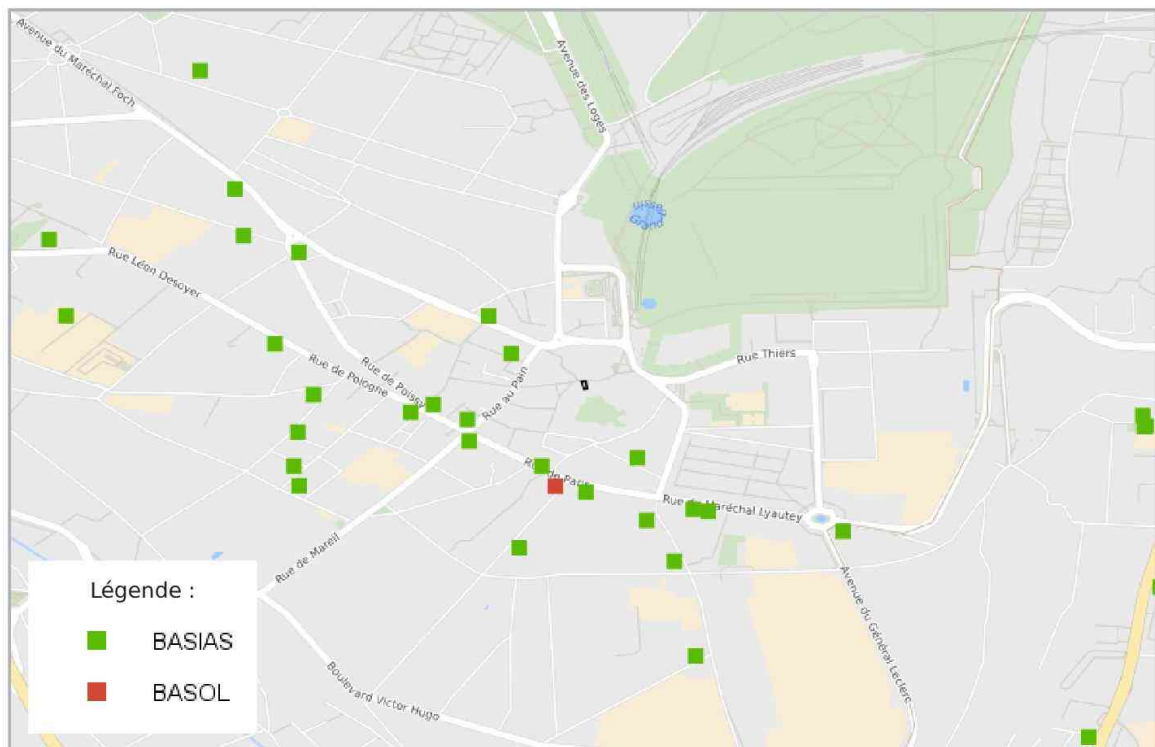 Avenue du Maréchal Foch
Avenue des Loges
Grand
Bassin
Rue Léon Desoyer
Rue de Poissy
Rue de Pologne
Rue au Pain
Rue Thiers
Rue de Paris
Rue du Maréchal Lyautey
Rue de Mareil
Avenue du Général Leclerc
Boulevard Victor Hugo
Légende :
BASIAS
BASOL